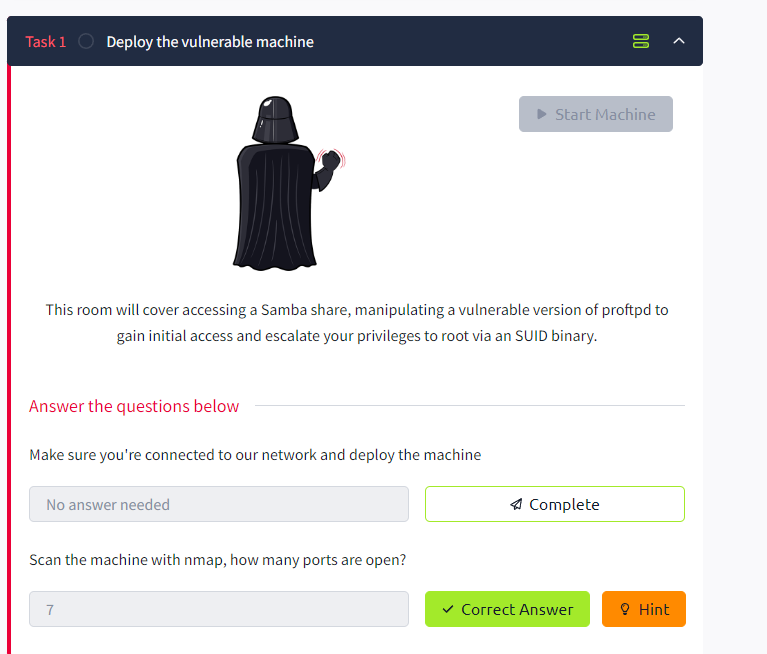 Task 1 Deploy the vulnerable machine
Start Machine
This room will cover accessing a Samba share, manipulating a vulnerable version of proftpd to
gain initial access and escalate your privileges to root via an SUID binary.
Answer the questions below
Make sure you're connected to our network and deploy the machine
No answer needed
Complete
Scan the machine with nmap, how many ports are open?
7
Correct Answer
Hint